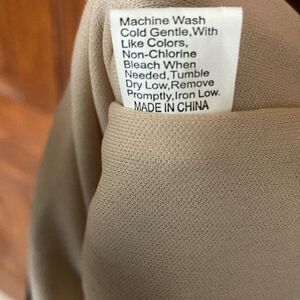 Machine Wash
Cold Gentle,With
Like Colors,
Non-Chlorine
Bleach When
Needed,Tumble
Dry Low,Remove
Promptly,Iron Low.
MADE IN CHINA